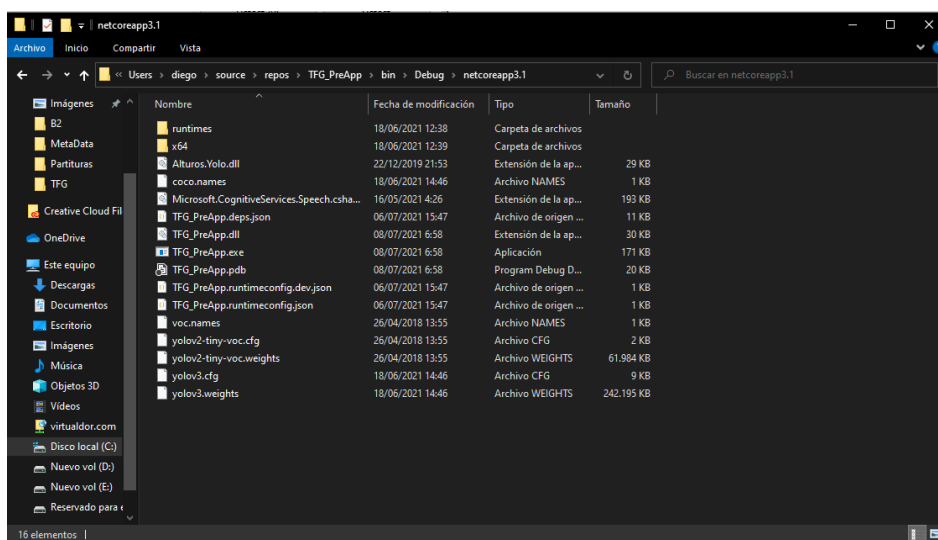 netcoreapp3.1
Archivo Inicio Compartir Vista
« Users > diego > source > repos > TFG_PreApp > bin > Debug > netcoreapp3.1
Buscar en netcoreapp3.1
Imágenes
B2
MetaData
Partituras
TFG
Creative Cloud Fil
OneDrive
Este equipo
Descargas
Documentos
Escritorio
Imágenes
Música
Objetos 3D
Vídeos
virtualdor.com
Disco local (C:)
Nuevo vol (D:)
Nuevo vol (E:)
Reservado para e
Nombre Fecha de modificación Tipo Tamaño
runtimes 18/06/2021 12:38 Carpeta de archivos
x64 18/06/2021 12:39 Carpeta de archivos
Alturos.Yolo.dll 22/12/2019 21:53 Extensión de la ap... 29 KB
coco.names 18/06/2021 14:46 Archivo NAMES 1 KB
Microsoft.CognitiveServices.Speech.csha... 16/05/2021 4:26 Extensión de la ap... 193 KB
TFG_PreApp.deps.json 06/07/2021 15:47 Archivo de origen ... 11 KB
TFG_PreApp.dll 08/07/2021 6:58 Extensión de la ap... 30 KB
TFG_PreApp.exe 08/07/2021 6:58 Aplicación 171 KB
TFG_PreApp.pdb 08/07/2021 6:58 Program Debug D... 20 KB
TFG_PreApp.runtimeconfig.dev.json 06/07/2021 15:47 Archivo de origen ... 1 KB
TFG_PreApp.runtimeconfig.json 06/07/2021 15:47 Archivo de origen ... 1 KB
voc.names 26/04/2018 13:55 Archivo NAMES 1 KB
yolov2-tiny-voc.cfg 26/04/2018 13:55 Archivo CFG 2 KB
yolov2-tiny-voc.weights 26/04/2018 13:55 Archivo WEIGHTS 61.984 KB
yolov3.cfg 18/06/2021 14:46 Archivo CFG 9 KB
yolov3.weights 18/06/2021 14:46 Archivo WEIGHTS 242.195 KB
16 elementos